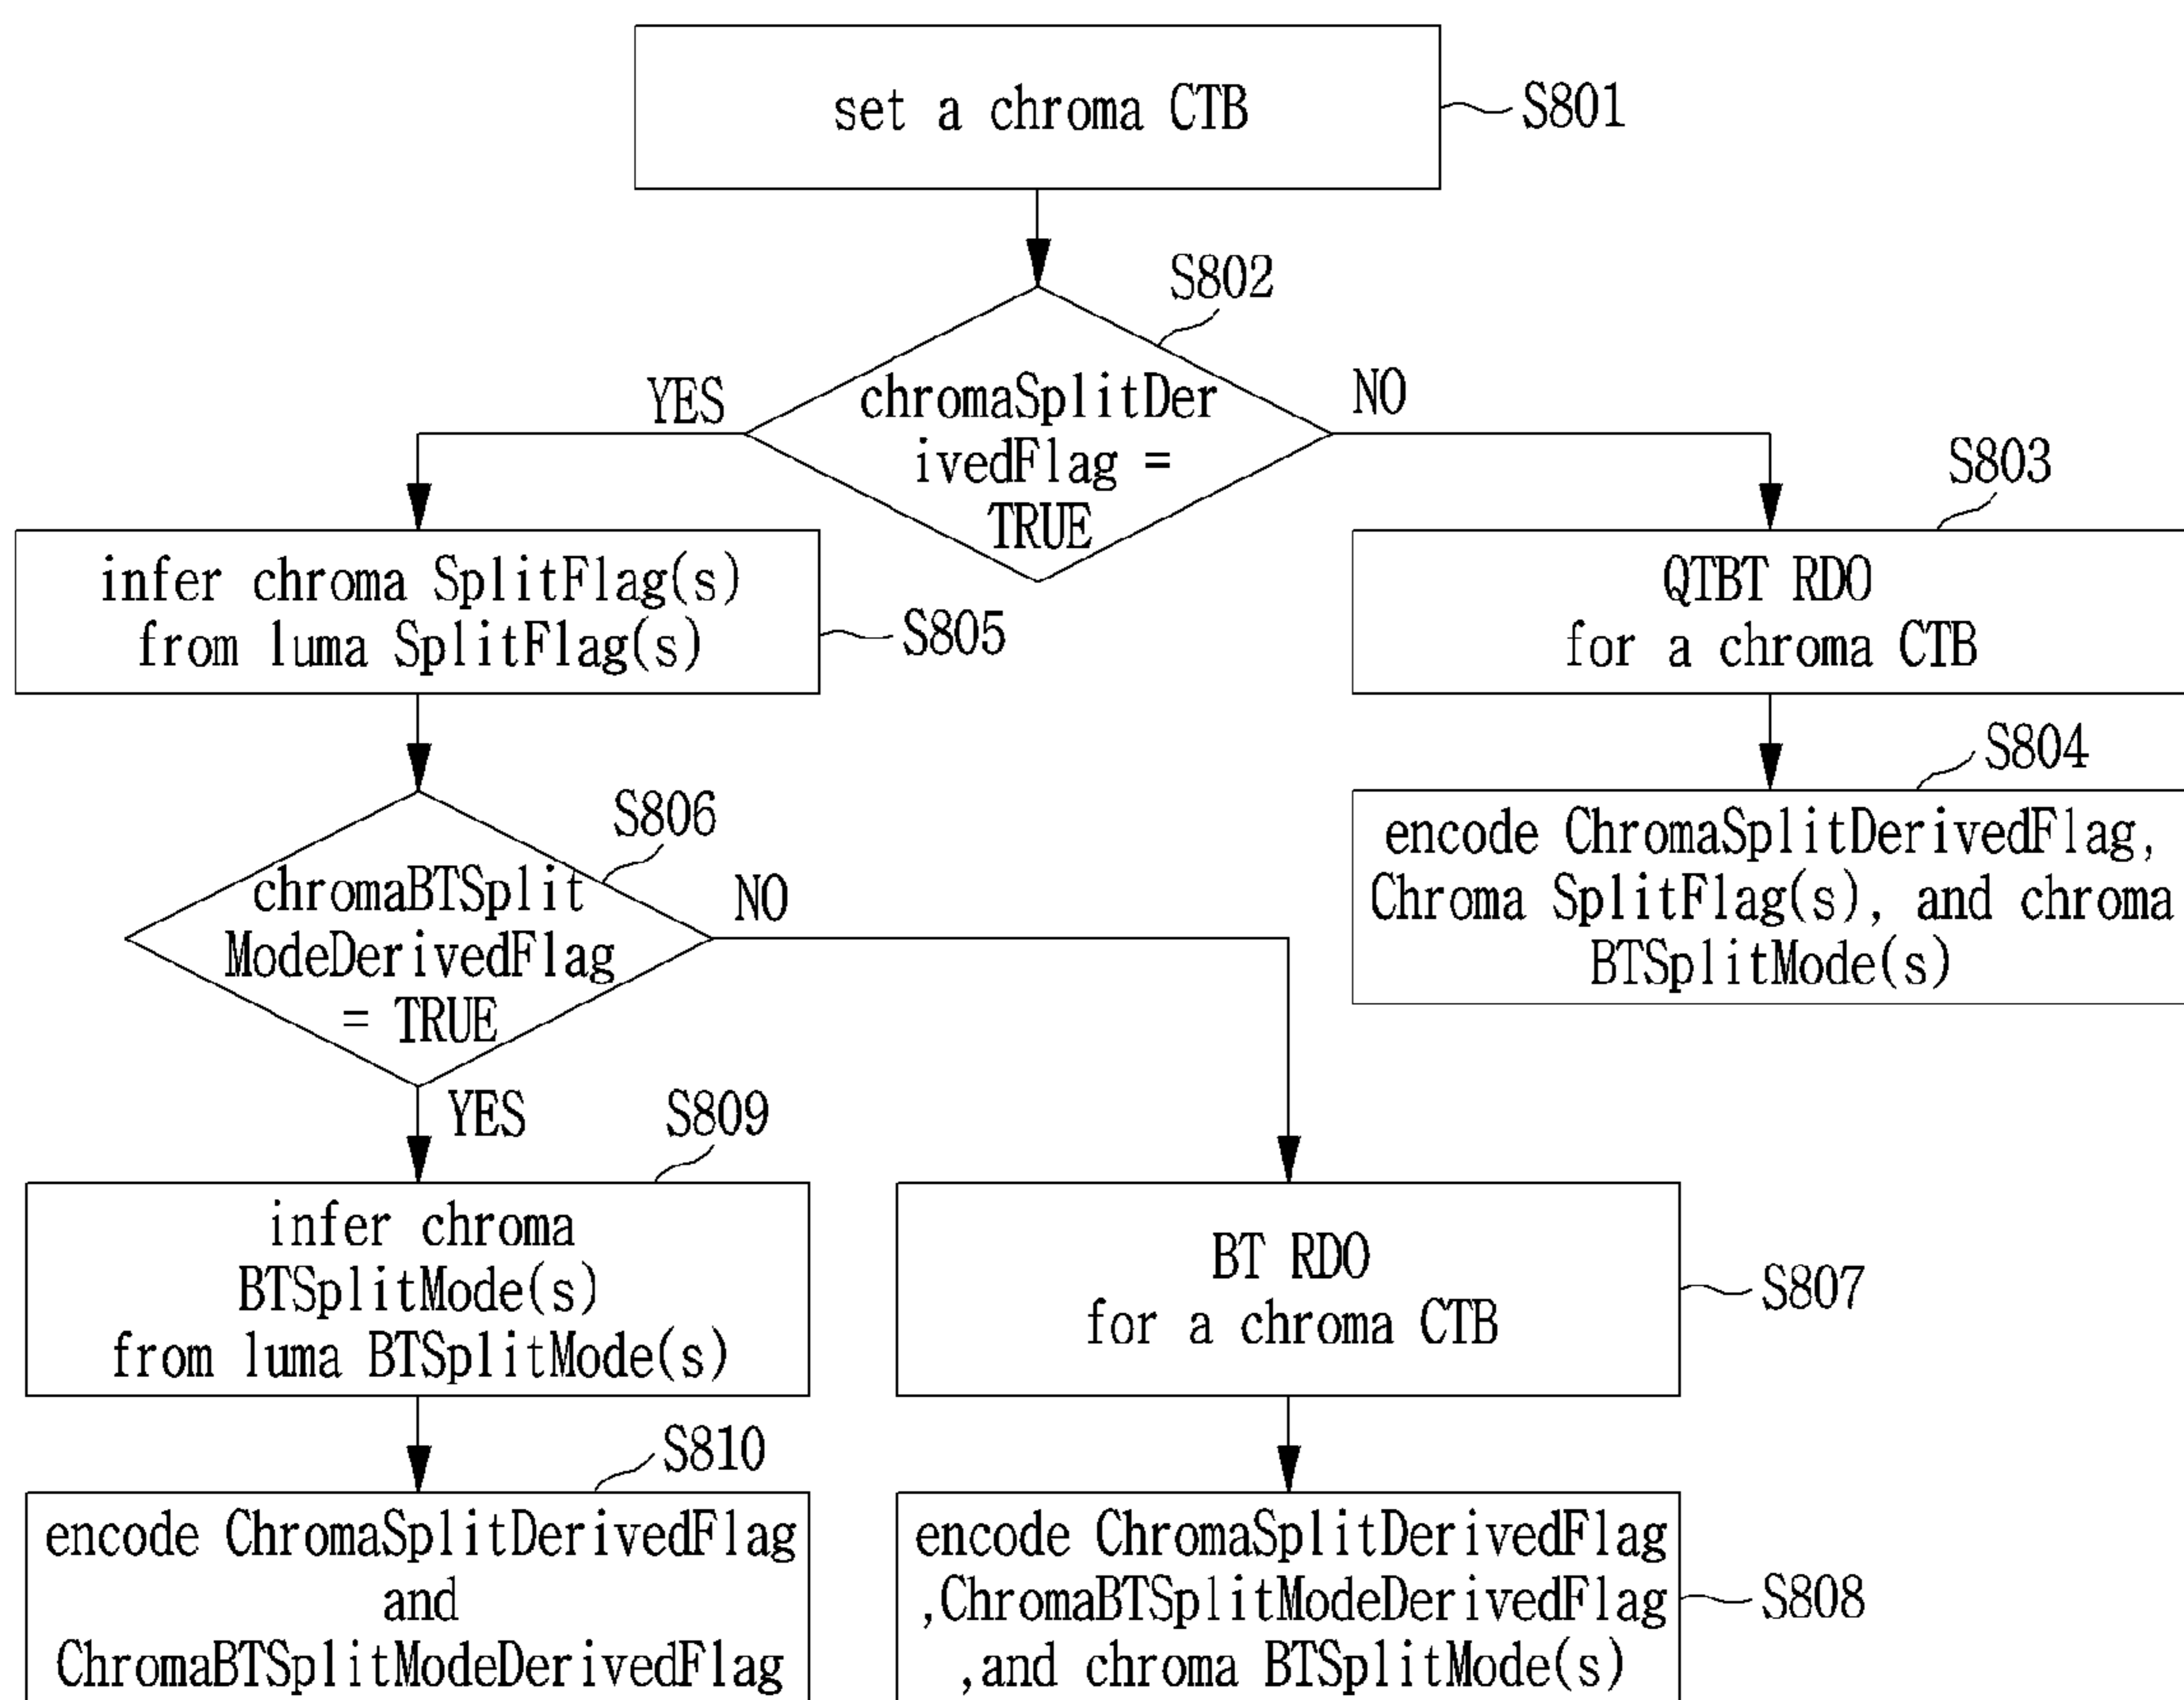 set a chroma CTB
S801
S802
chromaSplitDer
ivedFlag =
TRUE
YES
NO
S803
infer chroma SplitFlag(s)
from luma SplitFlag(s)
S805
QTBT RDO
for a chroma CTB
S804
encode ChromaSplitDerivedFlag,
Chroma SplitFlag(s), and chroma
BTSplitMode(s)
S806
chromaBTSplit
ModeDerivedFlag
= TRUE
NO
YES
S809
infer chroma
BTSplitMode(s)
from luma BTSplitMode(s)
BT RDO
for a chroma CTB
S807
S810
encode ChromaSplitDerivedFlag
and
ChromaBTSplitModeDerivedFlag
encode ChromaSplitDerivedFlag
,ChromaBTSplitModeDerivedFlag
,and chroma BTSplitMode(s)
S808